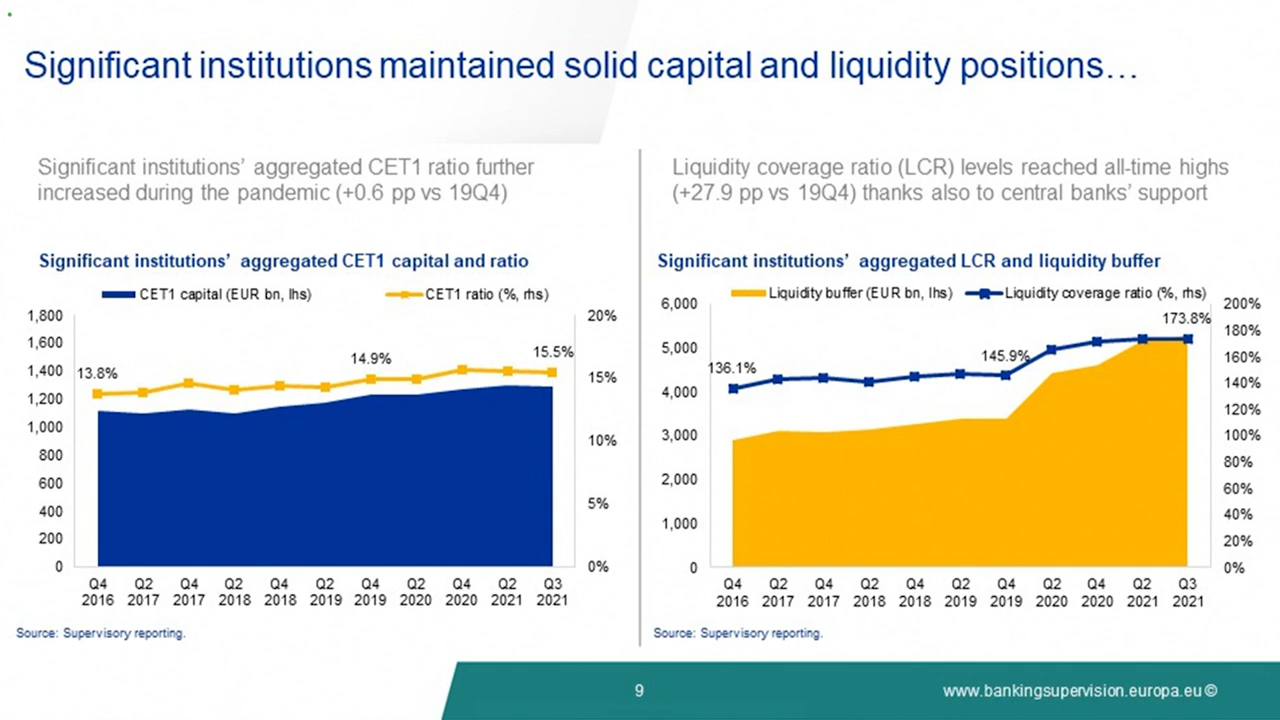 Significant institutions maintained solid capital and liquidity positions…
Significant institutions’ aggregated CET1 ratio further
increased during the pandemic (+0.6 pp vs 19Q4)
Significant institutions’ aggregated CET1 capital and ratio
CET1 capital (EUR bn, lhs)
CET1 ratio (%, rhs)
1,800
1,600
1,400
1,200
1,000
800
600
400
200
0
20%
15%
10%
5%
0%
13.8%
14.9%
15.5%
Q4 Q2 Q4 Q2 Q4 Q2 Q4 Q2 Q4 Q2 Q3
2016 2017 2017 2018 2018 2019 2019 2020 2020 2021 2021
Source: Supervisory reporting.
Liquidity coverage ratio (LCR) levels reached all-time highs
(+27.9 pp vs 19Q4) thanks also to central banks’ support
Significant institutions’ aggregated LCR and liquidity buffer
Liquidity buffer (EUR bn, lhs)
Liquidity coverage ratio (%, rhs)
6,000
5,000
4,000
3,000
2,000
1,000
0
200%
180%
160%
140%
120%
100%
80%
60%
40%
20%
0%
136.1%
145.9%
173.8%
Q4 Q2 Q4 Q2 Q4 Q2 Q4 Q2 Q4 Q2 Q3
2016 2017 2017 2018 2018 2019 2019 2020 2020 2021 2021
Source: Supervisory reporting.
9
www.bankingsupervision.europa.eu ©